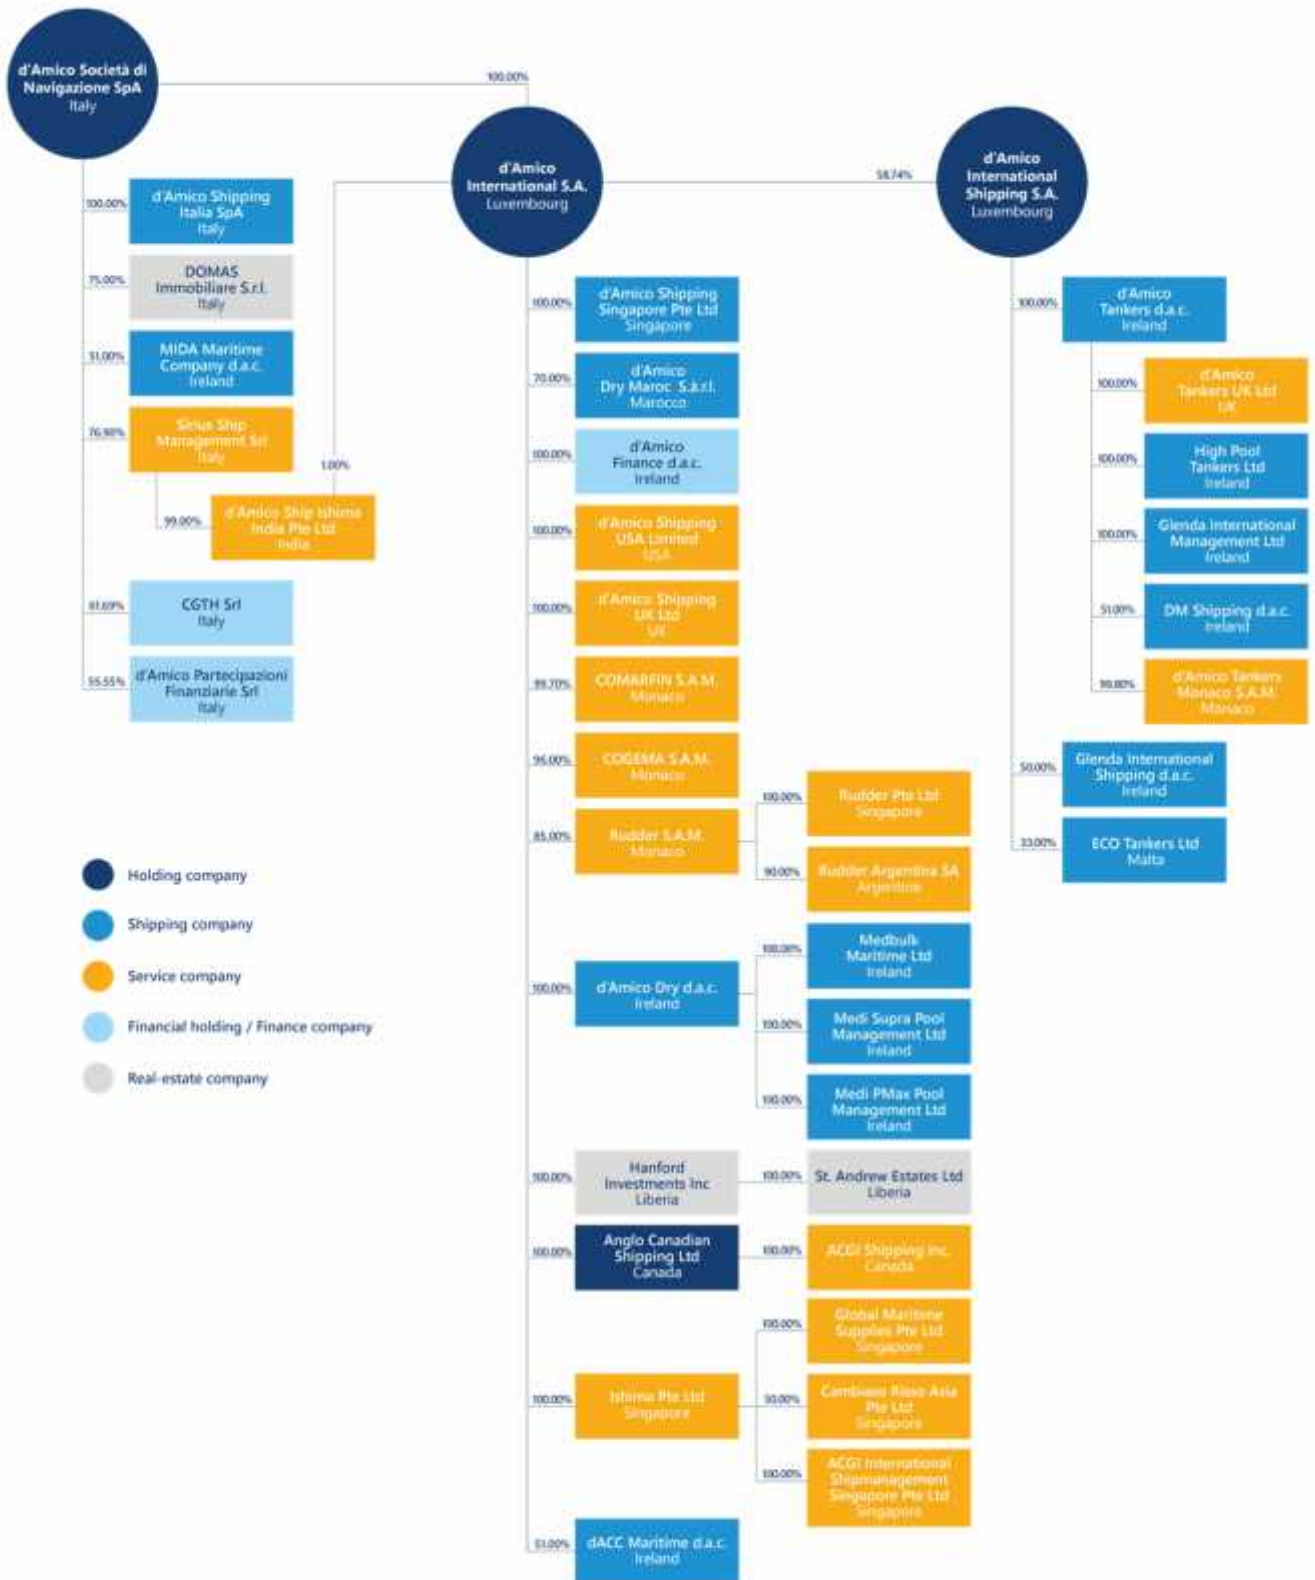 d'Amico Società di
Navigazione SpA
Italy
100.00%
d'Amico
International S.A.
Luxembourg
58.74%
d'Amico
International
Shipping S.A.
Luxembourg
100.00%
d'Amico Shipping
Italia SpA
Italy
75.00%
DOMAS
Immobiliare S.r.l.
Italy
51.00%
MIDA Maritime
Company d.a.c.
Ireland
Sirius Ship
Management Srl
Italy
1.00%
99.00%
d'Amico Ship Ishima
India Pte Ltd
India
CGTH Srl
Italy
55.55%
d'Amico Partecipazioni
Finanziarie Srl
Italy
Holding company
Shipping company
Service company
Financial holding / Finance company
Real-estate company
100.00%
d'Amico Shipping
Singapore Pte Ltd
Singapore
70.00%
d'Amico
Dry Maroc S.à.r.l.
Marocco
100.00%
d'Amico
Finance d.a.c.
Ireland
100.00%
d'Amico Shipping
USA Limited
USA
100.00%
d'Amico Shipping
UK Ltd
UK
99.70%
COMARFIN S.A.M.
Monaco
96.00%
COGEMA S.A.M.
Monaco
85.00%
Rudder S.A.M.
Monaco
100.00%
Rudder Pte Ltd
Singapore
90.00%
Rudder Argentina SA
Argentina
100.00%
d'Amico Dry d.a.c.
Ireland
100.00%
Medbulk
Maritime Ltd
Ireland
100.00%
Medi Supra Pool
Management Ltd
Ireland
100.00%
Medi PMax Pool
Management Ltd
Ireland
100.00%
Hanford
Investments Inc
Liberia
100.00%
St. Andrew Estates Ltd
Liberia
100.00%
Anglo Canadian
Shipping Ltd
Canada
100.00%
ACGI Shipping Inc.
Canada
100.00%
Ishima Pte Ltd
Singapore
100.00%
Global Maritime
Supplies Pte Ltd
Singapore
50.00%
Cambiaso Risso Asia
Pte Ltd
Singapore
100.00%
ACGI International
Shipmanagement
Singapore Pte Ltd
Singapore
51.00%
dACC Maritime d.a.c.
Ireland
100.00%
d'Amico
Tankers d.a.c.
Ireland
100.00%
d'Amico
Tankers UK Ltd
UK
100.00%
High Pool
Tankers Ltd
Ireland
100.00%
Glenda International
Management Ltd
Ireland
51.00%
DM Shipping d.a.c.
Ireland
99.80%
d'Amico Tankers
Monaco S.A.M.
Monaco
50.00%
Glenda International
Shipping d.a.c.
Ireland
33.00%
ECO Tankers Ltd
Malta